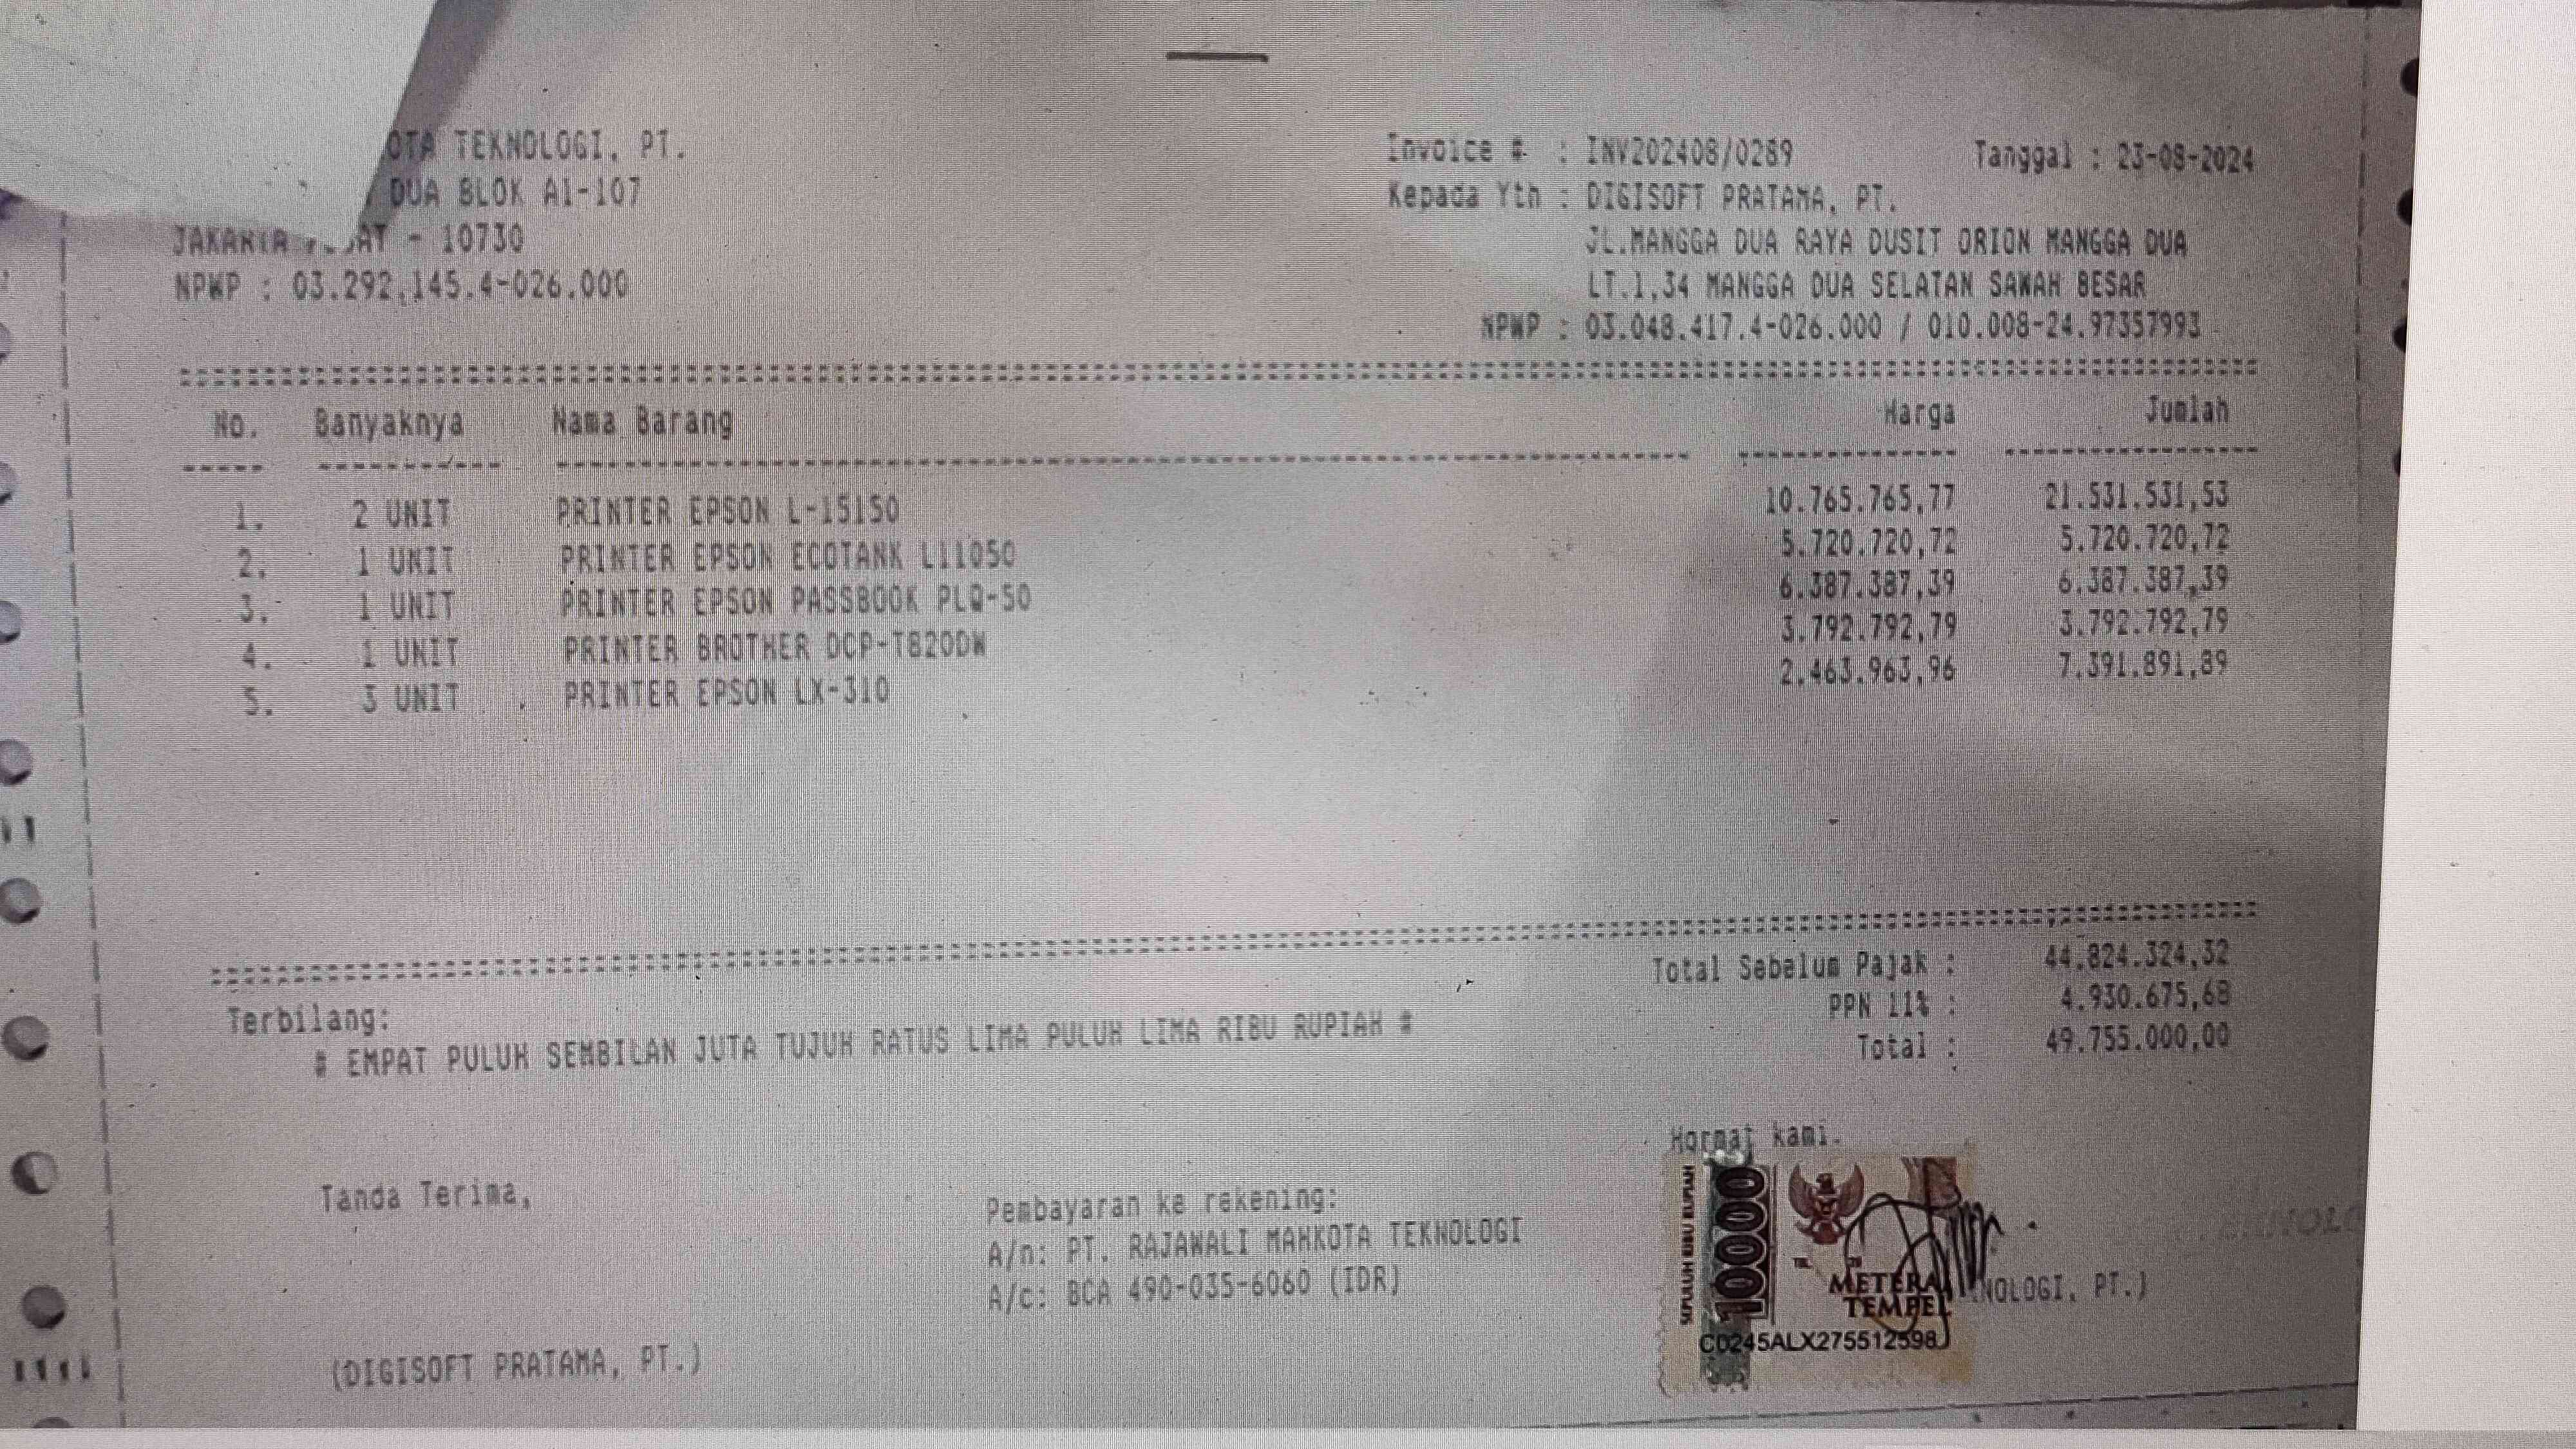 OTA TEKNOLOGI, PT.
DUA BLOK A1-107
JAKARTA - 10730
NPWP : 03.292.145.4-026.000
Invoice # : INV202408/0289 Tanggal : 23-08-2024
Kepada Yth : DIGISOFT PRATAMA, PT.
JL.MANGGA DUA RAYA DUSIT ORION MANGGA DUA
LT.1,34 MANGGA DUA SELATAN SAWAH BESAR
NPWP : 03.048.417.4-026.000 / 010.008-24.97357993
No. Banyaknya Nama Barang Harga Jumlah
1. 2 UNIT PRINTER EPSON L-15150 10.765.765,77 21.531.531,53
2. 1 UNIT PRINTER EPSON ECOTANK L11050 5.720.720,72 5.720.720,72
3. 1 UNIT PRINTER EPSON PASSBOOK PLQ-50 6.387.387,39 6.387.387,39
4. 1 UNIT PRINTER BROTHER DCP-T820DW 3.792.792,79 3.792.792,79
5. 3 UNIT PRINTER EPSON LX-310 2.463.963,96 7.391.891,89
Total Sebelum Pajak : 44.824.324,32
PPN 11% : 4.930.675,68
Total : 49.755.000,00
Terbilang:
# EMPAT PULUH SEMBILAN JUTA TUJUH RATUS LIMA PULUH LIMA RIBU RUPIAH #
Tanda Terima,
(DIGISOFT PRATAMA, PT.)
Pembayaran ke rekening:
A/n: PT. RAJAWALI MAHKOTA TEKNOLOGI
A/c: BCA 490-035-6060 (IDR)
Hormat kami.
SEPULUH RIBU RUPIAH
10000
METERAI
TEMPEL
C0245ALX275512598
NOLOGI, PT.)